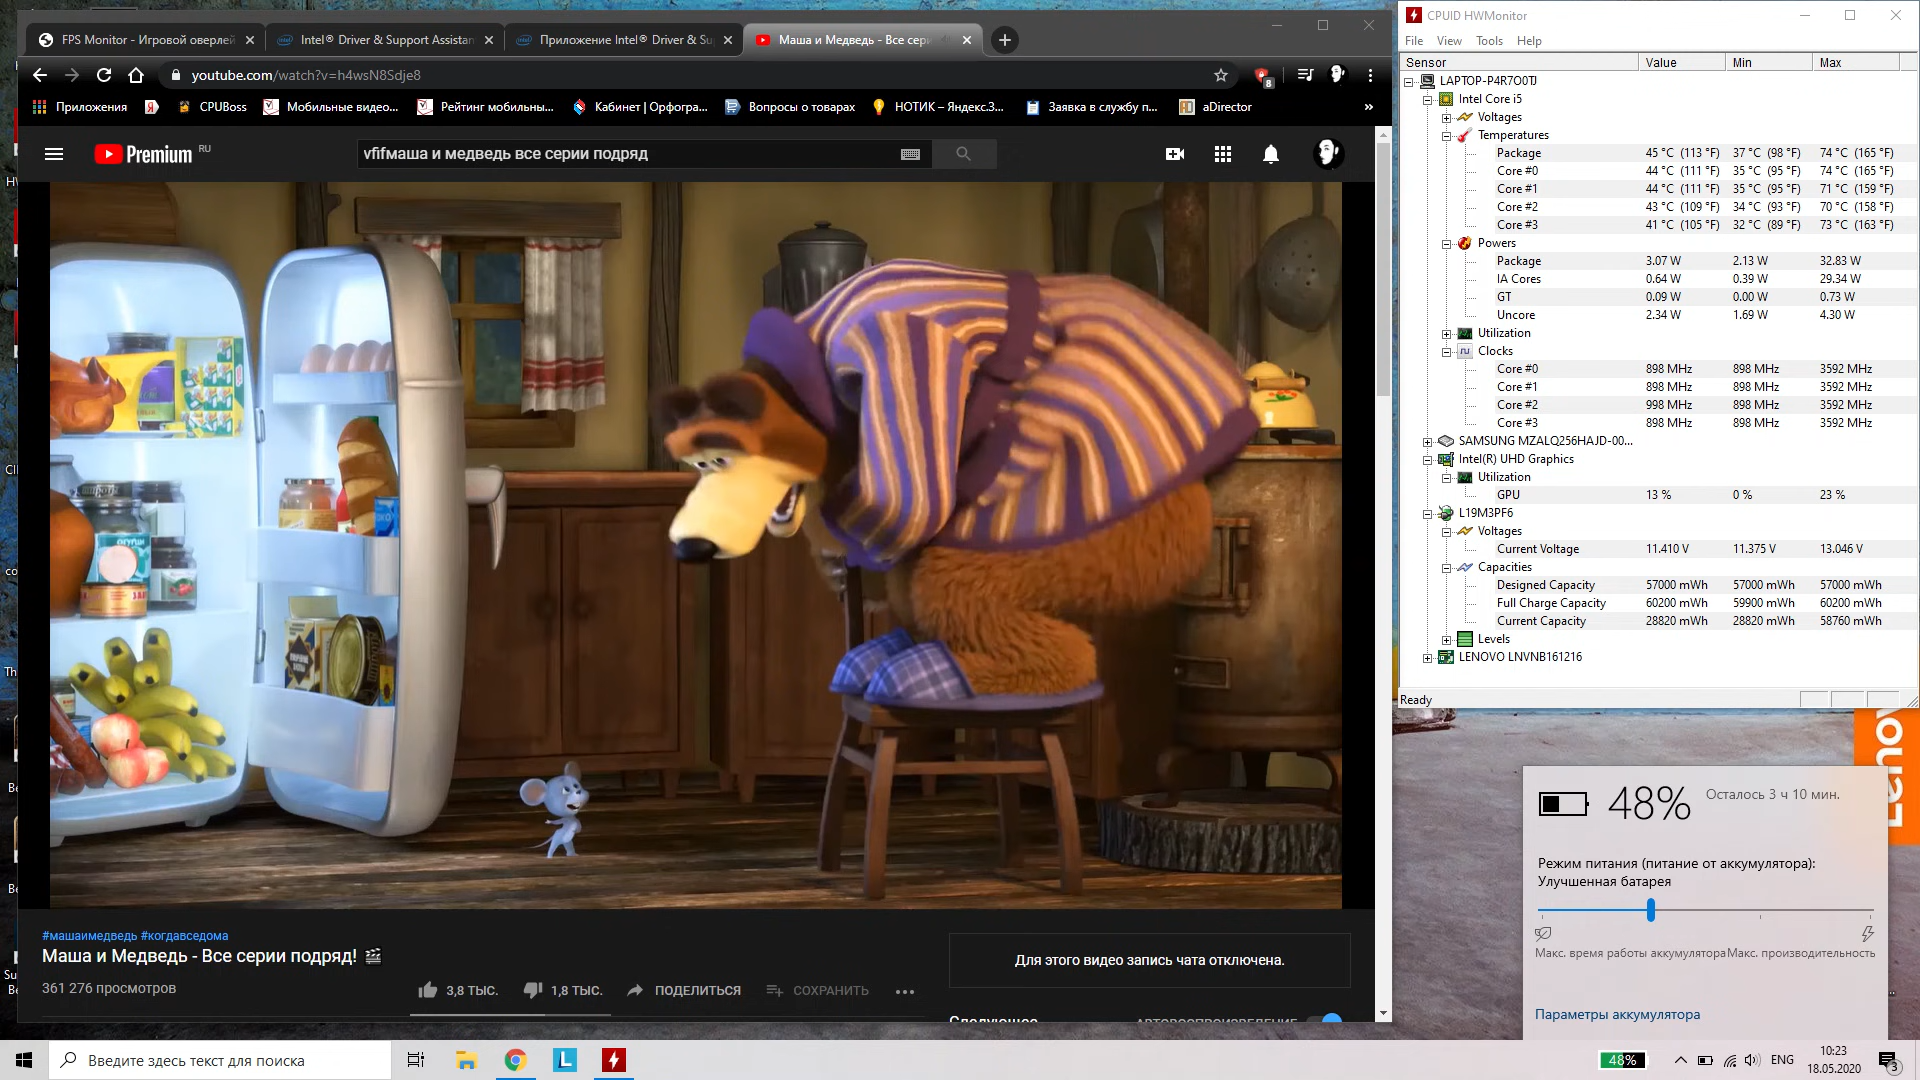 FPS Monitor - Игровой оверлей
Intel® Driver & Support Assistan
Приложение Intel® Driver & Su
Маша и Медведь - Все сери
youtube.com/watch?v=h4wsN8Sdje8
8
Приложения
Я
CPUBoss
Мобильные видео...
Рейтинг мобильны...
Кабинет | Орфогра...
Вопросы о товарах
НОТИК – Яндекс.З...
Заявка в службу п...
aDirector
»
Premium RU
vfifмаша и медведь все серии подряд
#машаимедведь #когдавседома
Маша и Медведь - Все серии подряд! 🎬
361 276 просмотров
3,8 ТЫС.
1,8 ТЫС.
ПОДЕЛИТЬСЯ
СОХРАНИТЬ
Для этого видео запись чата отключена.
Следующее
АВТОВОСПРОИЗВЕДЕНИЕ
CPUID HWMonitor
File View Tools Help
Sensor Value Min Max
LAPTOP-P4R7O0TJ
Intel Core i5
Voltages
Temperatures
Package 45 °C (113 °F) 37 °C (98 °F) 74 °C (165 °F)
Core #0 44 °C (111 °F) 35 °C (95 °F) 74 °C (165 °F)
Core #1 44 °C (111 °F) 35 °C (95 °F) 71 °C (159 °F)
Core #2 43 °C (109 °F) 34 °C (93 °F) 70 °C (158 °F)
Core #3 41 °C (105 °F) 32 °C (89 °F) 73 °C (163 °F)
Powers
Package 3.07 W 2.13 W 32.83 W
IA Cores 0.64 W 0.39 W 29.34 W
GT 0.09 W 0.00 W 0.73 W
Uncore 2.34 W 1.69 W 4.30 W
Utilization
Clocks
Core #0 898 MHz 898 MHz 3592 MHz
Core #1 898 MHz 898 MHz 3592 MHz
Core #2 998 MHz 898 MHz 3592 MHz
Core #3 898 MHz 898 MHz 3592 MHz
SAMSUNG MZALQ256HAJD-00...
Intel(R) UHD Graphics
Utilization
GPU 13 % 0 % 23 %
L19M3PF6
Voltages
Current Voltage 11.410 V 11.375 V 13.046 V
Capacities
Designed Capacity 57000 mWh 57000 mWh 57000 mWh
Full Charge Capacity 60200 mWh 59900 mWh 60200 mWh
Current Capacity 28820 mWh 28820 mWh 58760 mWh
Levels
LENOVO LNVNB161216
Ready
Lenovo
48% Осталось 3 ч 10 мин.
Режим питания (питание от аккумулятора):
Улучшенная батарея
Макс. время работы аккумулятора
Макс. производительность
Параметры аккумулятора
Введите здесь текст для поиска
L
48%
ENG
10:23
18.05.2020
3